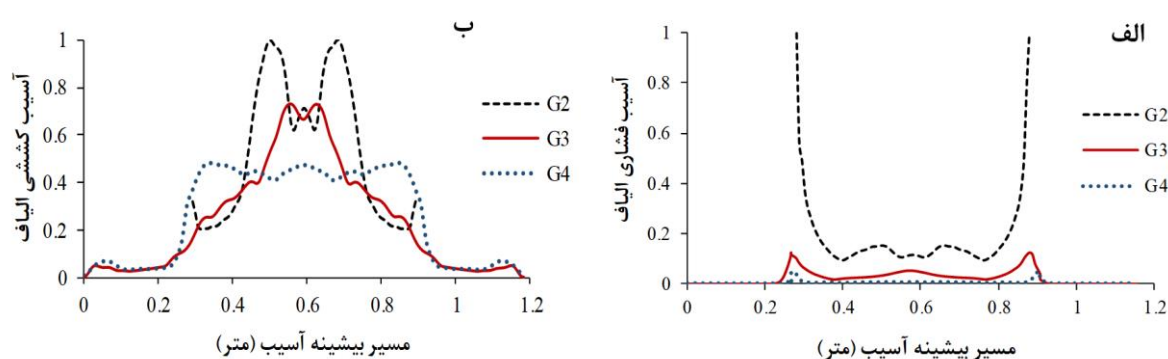 الف
آسیب فشاری الیاف
1
0.8
0.6
0.4
0.2
0
0 0.2 0.4 0.6 0.8 1 1.2
مسیر بیشینه آسیب (متر)
G2
G3
G4
ب
آسیب کششی الیاف
1
0.8
0.6
0.4
0.2
0
0 0.2 0.4 0.6 0.8 1 1.2
مسیر بیشینه آسیب (متر)
G2
G3
G4